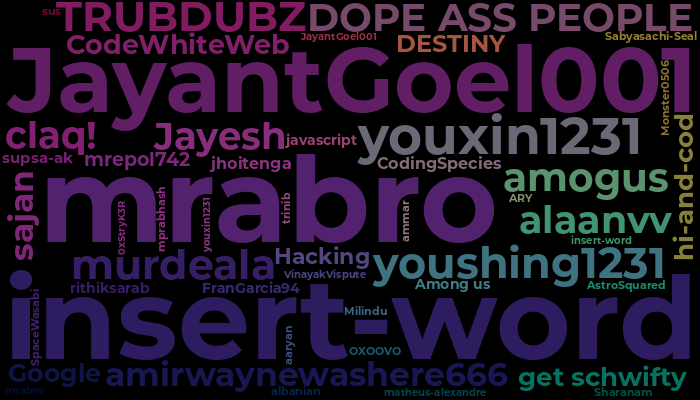 sus
TRUBDUBZ
DOPE ASS PEOPLE
CodeWhiteWeb
JayantGoel001
DESTINY
Sabyasachi-Seal
JayantGoel001
Monster0506
claq!
Jayesh
javascript
youxin1231
hi-and-cod
supsa-ak
mrepol742
jhoitenga
CodingSpecies
amogus
sajan
mrabro
0xStryK3R
mprabhash
youxin1231
trinib
ammar
ARY
alaanvv
insert-word
murdeala
Hacking
youshing1231
VinayakVispute
rithiksarab
FranGarcia94
Among us
AstroSquared
insert-word
SpaceWasabi
Milindu
aaryan
OXOOVO
Google
amirwaynewashere666
get schwifty
mrabro
albanian
matheus-alexandre
Sharanam